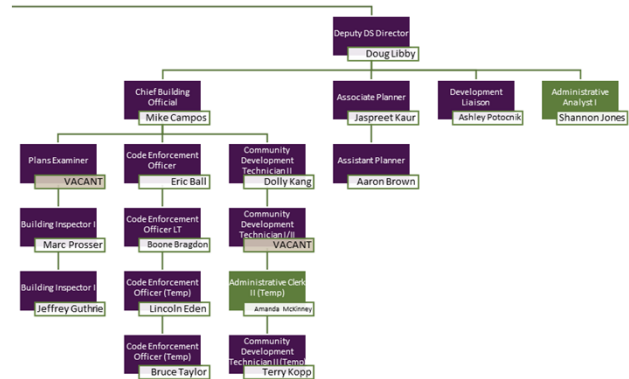 Deputy DS Director
Doug Libby
Chief Building
Official
Mike Campos
Associate Planner
Jaspreet Kaur
Development
Liaison
Ashley Potocnik
Administrative
Analyst I
Shannon Jones
Plans Examiner
VACANT
Code Enforcement
Officer
Eric Ball
Community
Development
Technician II
Dolly Kang
Assistant Planner
Aaron Brown
Building Inspector II
Marc Prosser
Code Enforcement
Officer LT
Boone Bragdon
Community
Development
Technician I/II
VACANT
Building Inspector I
Jeffrey Guthrie
Code Enforcement
Officer (Temp)
Lincoln Eden
Administrative Clerk
II (Temp)
Amanda McKinney
Code Enforcement
Officer (Temp)
Bruce Taylor
Community
Development
Technician II (Temp)
Terry Kopp